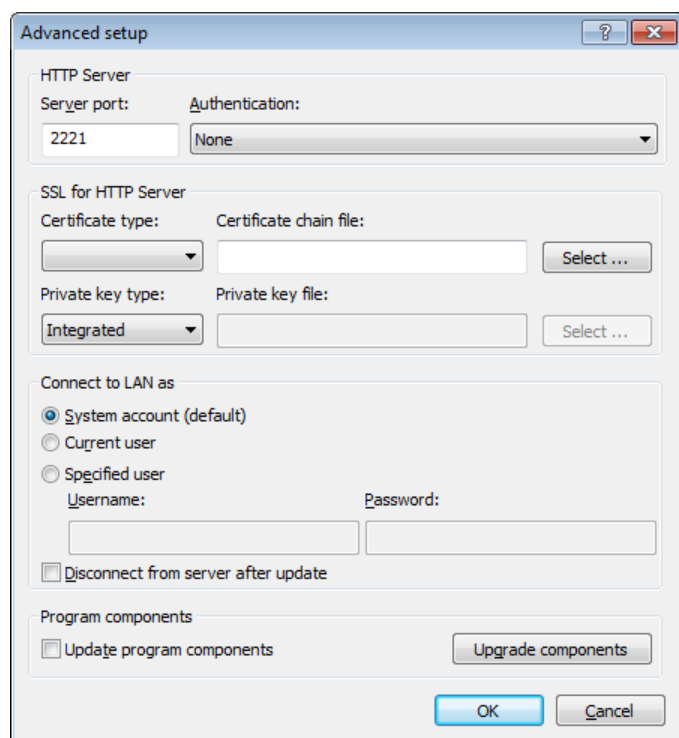 Advanced setup
HTTP Server
Server port: Authentication:
2221 None
SSL for HTTP Server
Certificate type: Certificate chain file:
Select ...
Private key type: Private key file:
Integrated Select ...
Connect to LAN as
System account (default)
Current user
Specified user
Username: Password:
Disconnect from server after update
Program components
Update program components Upgrade components
OK Cancel